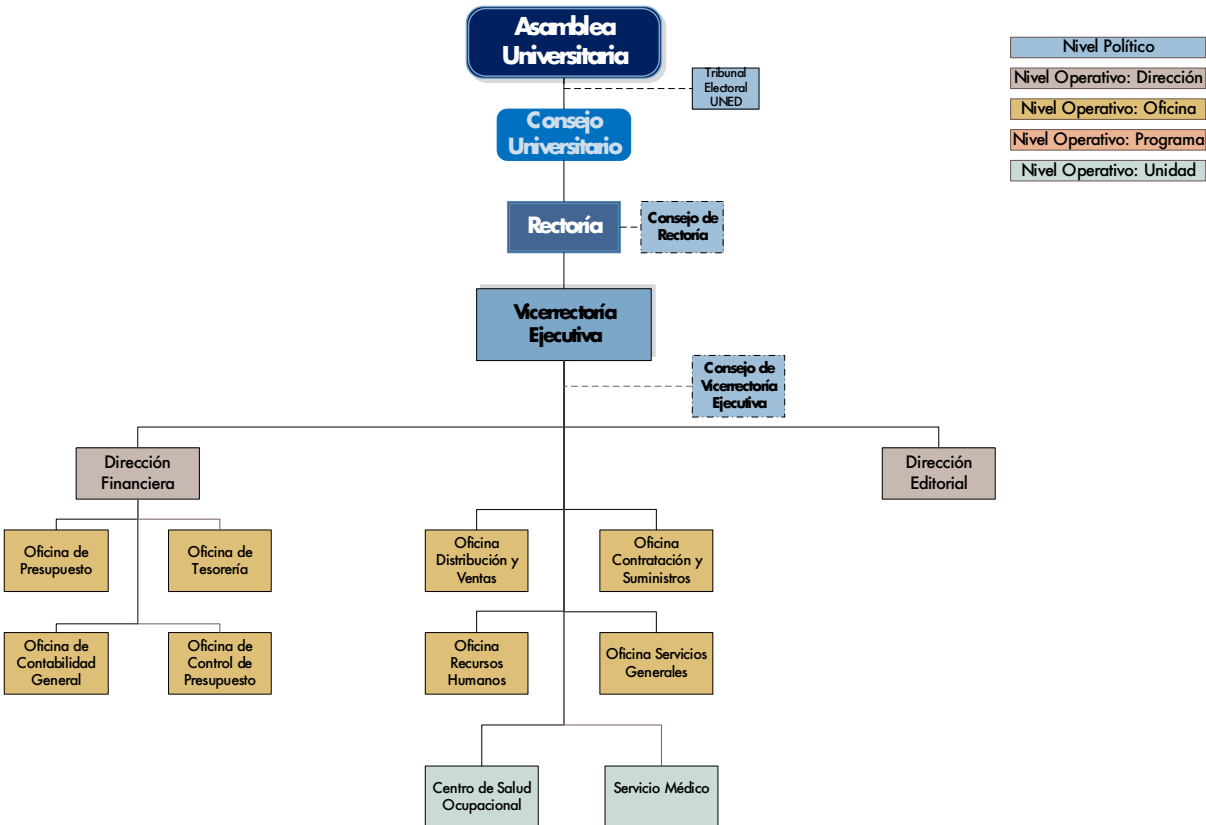 Asamblea
Universitaria
Tribunal
Electoral
UNED
Consejo
Universitario
Rectoría
Consejo de
Rectoría
Vicerrectoría
Ejecutiva
Consejo de
Vicerrectoría
Ejecutiva
Nivel Político
Nivel Operativo: Dirección
Nivel Operativo: Oficina
Nivel Operativo: Programa
Nivel Operativo: Unidad
Dirección
Financiera
Dirección
Editorial
Oficina de
Presupuesto
Oficina de
Tesorería
Oficina
Distribución y
Ventas
Oficina
Contratación y
Suministros
Oficina de
Contabilidad
General
Oficina de
Control de
Presupuesto
Oficina
Recursos
Humanos
Oficina Servicios
Generales
Centro de Salud
Ocupacional
Servicio Médico